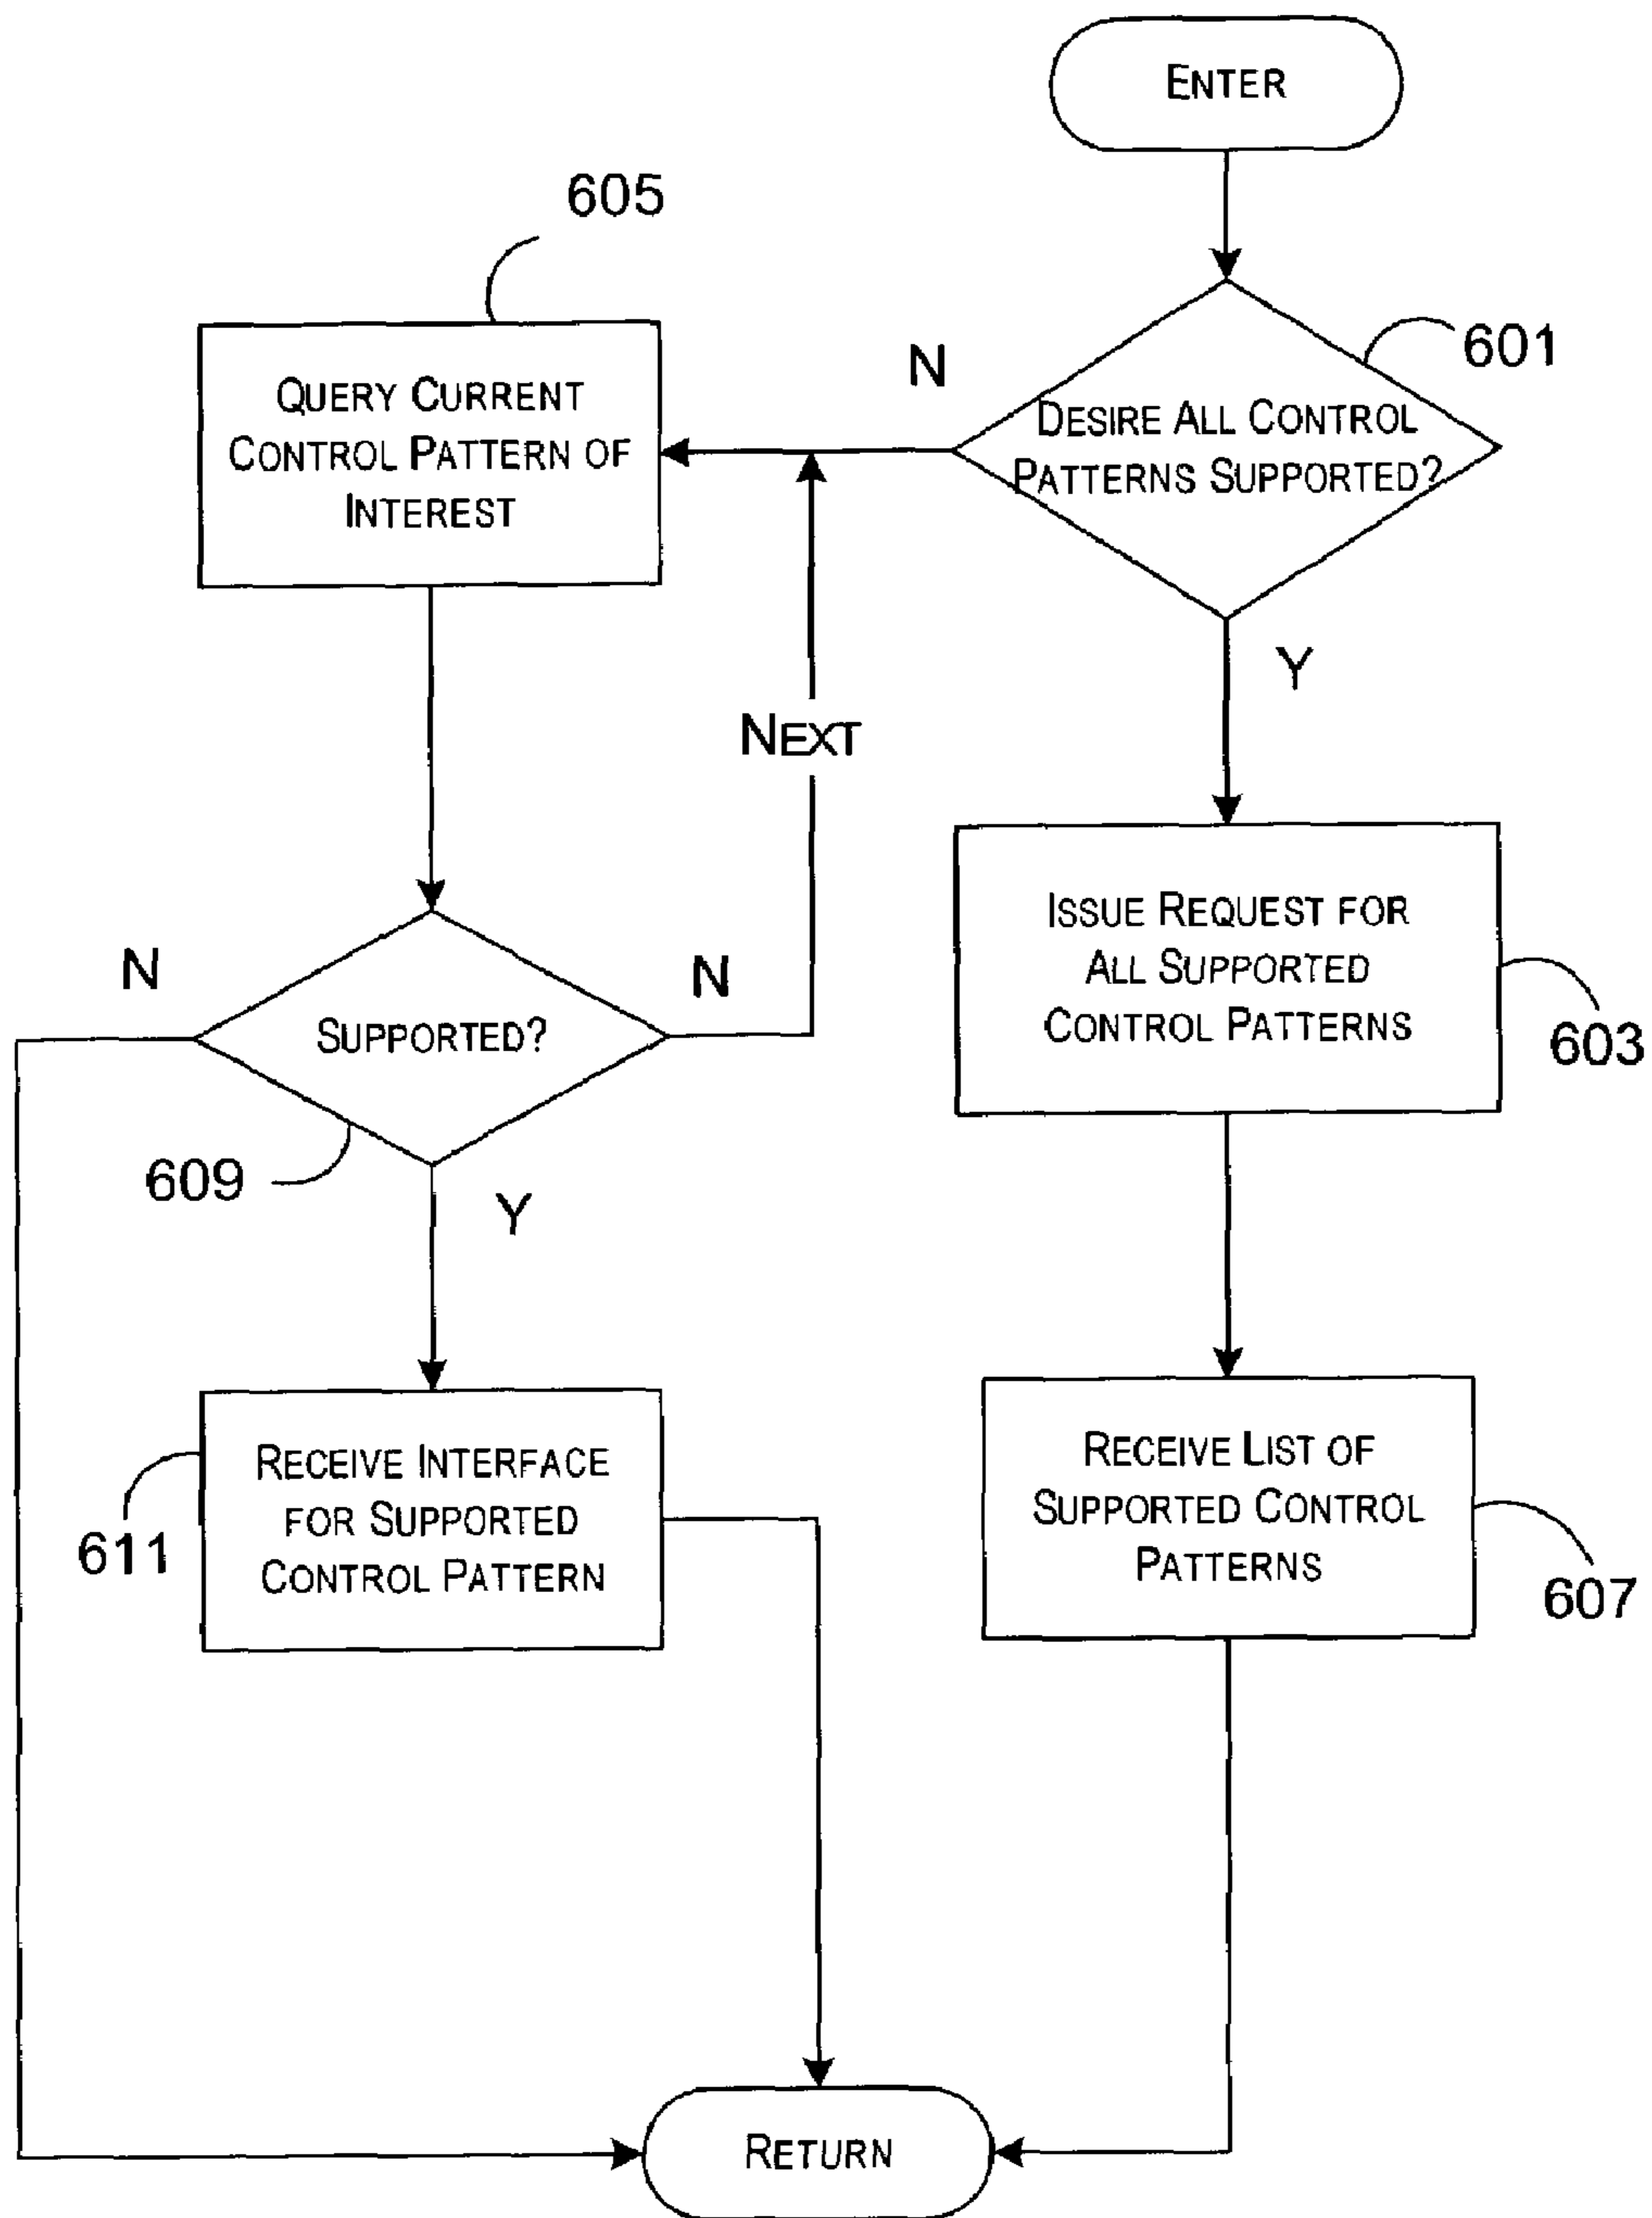 ENTER
605
601
N
DESIRE ALL CONTROL
PATTERNS SUPPORTED?
QUERY CURRENT
CONTROL PATTERN OF
INTEREST
Y
NEXT
ISSUE REQUEST FOR
ALL SUPPORTED
CONTROL PATTERNS
603
N
N
SUPPORTED?
609
Y
RECEIVE INTERFACE
FOR SUPPORTED
CONTROL PATTERN
611
RECEIVE LIST OF
SUPPORTED CONTROL
PATTERNS
607
RETURN